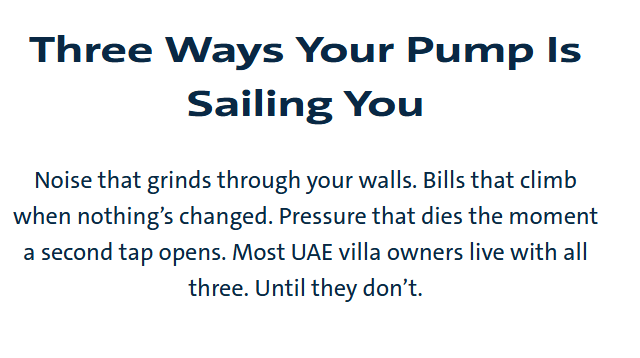 Three Ways Your Pump Is
Sailing You
Noise that grinds through your walls. Bills that climb
when nothing’s changed. Pressure that dies the moment
a second tap opens. Most UAE villa owners live with all
three. Until they don’t.